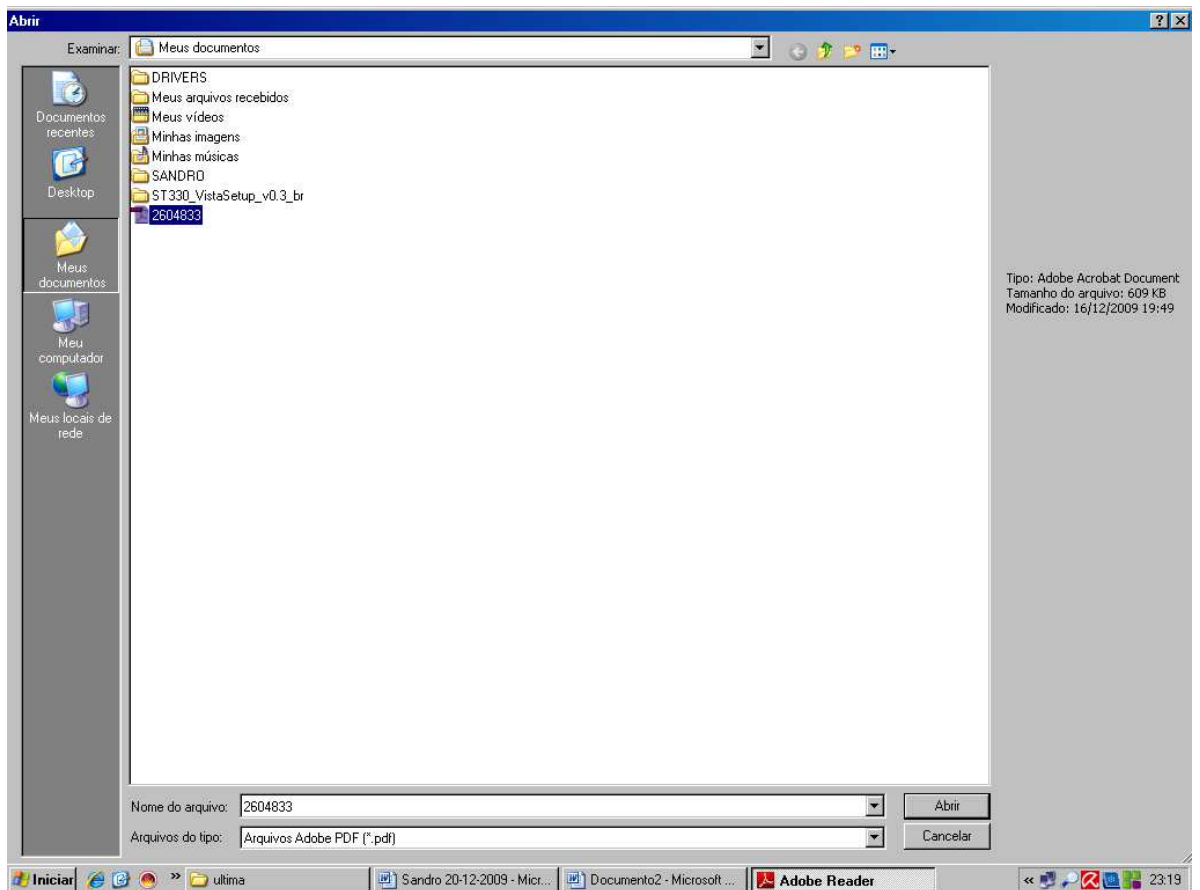 Abrir
Examinar:
Meus documentos
Documentos
recentes
Desktop
Meus
documentos
Meu
computador
Meus locais de
rede
DRIVERS
Meus arquivos recebidos
Meus vídeos
Minhas imagens
Minhas músicas
SANDRO
ST330_VistaSetup_v0.3_br
2604833
Tipo: Adobe Acrobat Document
Tamanho do arquivo: 609 KB
Modificado: 16/12/2009 19:49
Nome do arquivo:
2604833
Abrir
Arquivos do tipo:
Arquivos Adobe PDF (*.pdf)
Cancelar
Iniciar
»
ultima
Sandro 20-12-2009 - Micr...
Documento2 - Microsoft ...
Adobe Reader
«
23:19